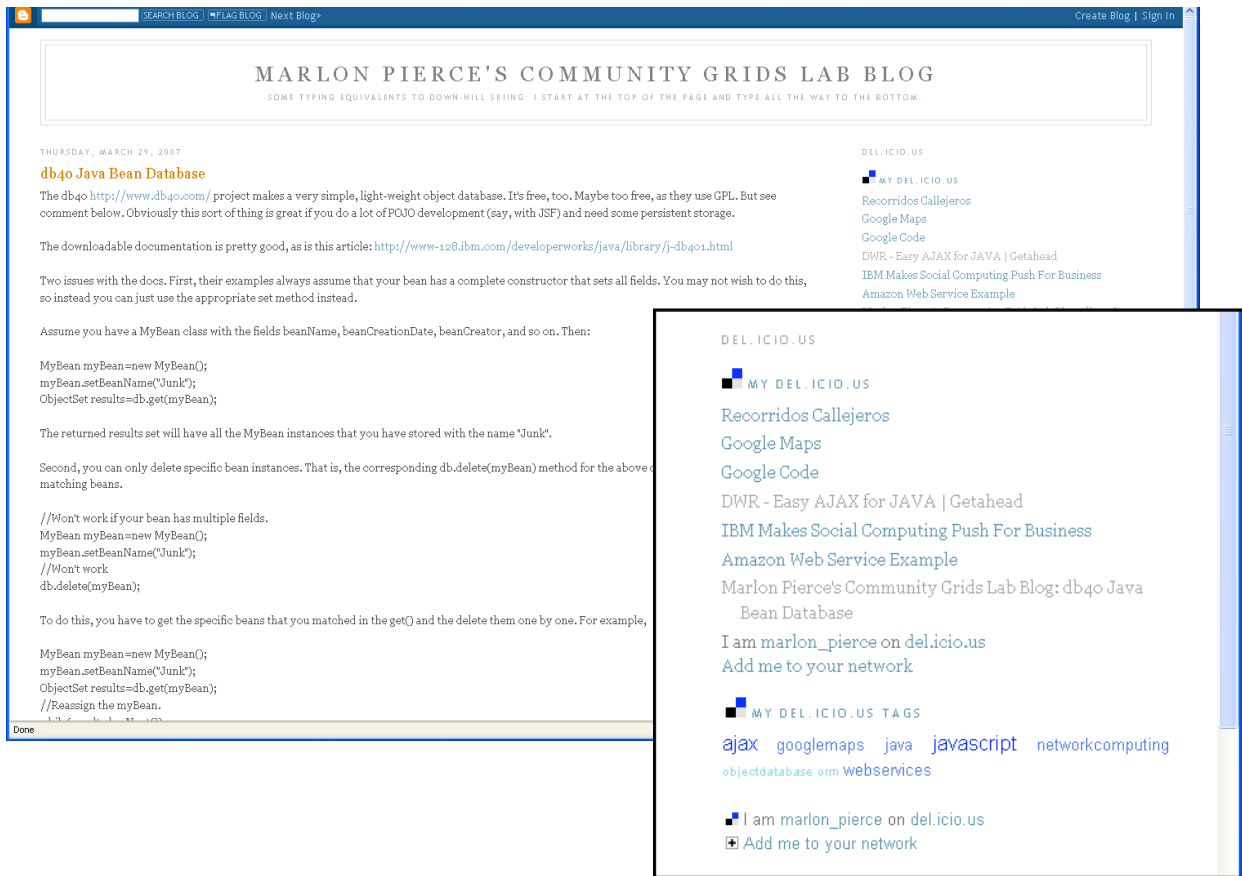 SEARCH BLOG FLAG BLOG Next Blog»
Create Blog | Sign In
MARLON PIERCE'S COMMUNITY GRIDS LAB BLOG
SOME TYPING EQUIVALENTS TO DOWN-HILL SKIING: I START AT THE TOP OF THE PAGE AND TYPE ALL THE WAY TO THE BOTTOM.
THURSDAY, MARCH 29, 2007
db4o Java Bean Database
The db4o http://www.db4o.com/ project makes a very simple, light-weight object database. It's free, too. Maybe too free, as they use GPL. But see
comment below. Obviously this sort of thing is great if you do a lot of POJO development (say, with JSF) and need some persistent storage.
The downloadable documentation is pretty good, as is this article: http://www-128.ibm.com/developerworks/java/library/j-db4o1.html
Two issues with the docs. First, their examples always assume that your bean has a complete constructor that sets all fields. You may not wish to do this,
so instead you can just use the appropriate set method instead.
Assume you have a MyBean class with the fields beanName, beanCreationDate, beanCreator, and so on. Then:
MyBean myBean=new MyBean();
myBean.setBeanName("Junk");
ObjectSet results=db.get(myBean);
The returned results set will have all the MyBean instances that you have stored with the name "Junk".
Second, you can only delete specific bean instances. That is, the corresponding db.delete(myBean) method for the above
matching beans.
//Won't work if your bean has multiple fields.
MyBean myBean=new MyBean();
myBean.setBeanName("Junk");
//Won't work
db.delete(myBean);
To do this, you have to get the specific beans that you matched in the get() and the delete them one by one. For example,
MyBean myBean=new MyBean();
myBean.setBeanName("Junk");
ObjectSet results=db.get(myBean);
//Reassign the myBean.
Done
DEL.ICIO.US
MY DEL.ICIO.US
Recorridos Callejeros
Google Maps
Google Code
DWR - Easy AJAX for JAVA | Getahead
IBM Makes Social Computing Push For Business
Amazon Web Service Example
DEL.ICIO.US
MY DEL.ICIO.US
Recorridos Callejeros
Google Maps
Google Code
DWR - Easy AJAX for JAVA | Getahead
IBM Makes Social Computing Push For Business
Amazon Web Service Example
Marlon Pierce's Community Grids Lab Blog: db4o Java
Bean Database
I am marlon_pierce on del.icio.us
Add me to your network
MY DEL.ICIO.US TAGS
ajax googlemaps java javascript networkcomputing
objectdatabase orm webservices
I am marlon_pierce on del.icio.us
Add me to your network